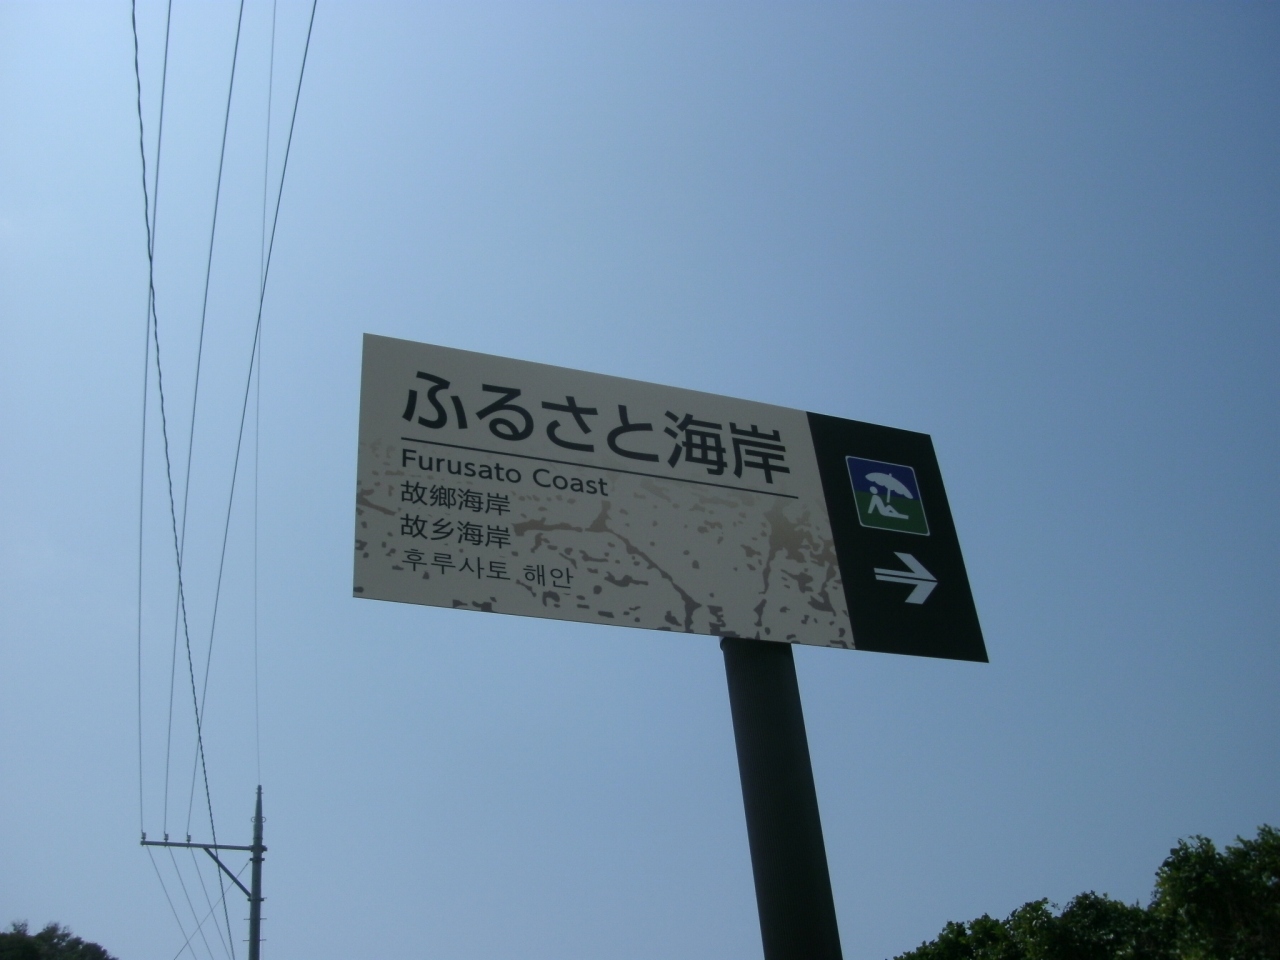 ふるさと海岸
Furusato Coast
故鄉海岸
故乡海岸
후루사토 해안